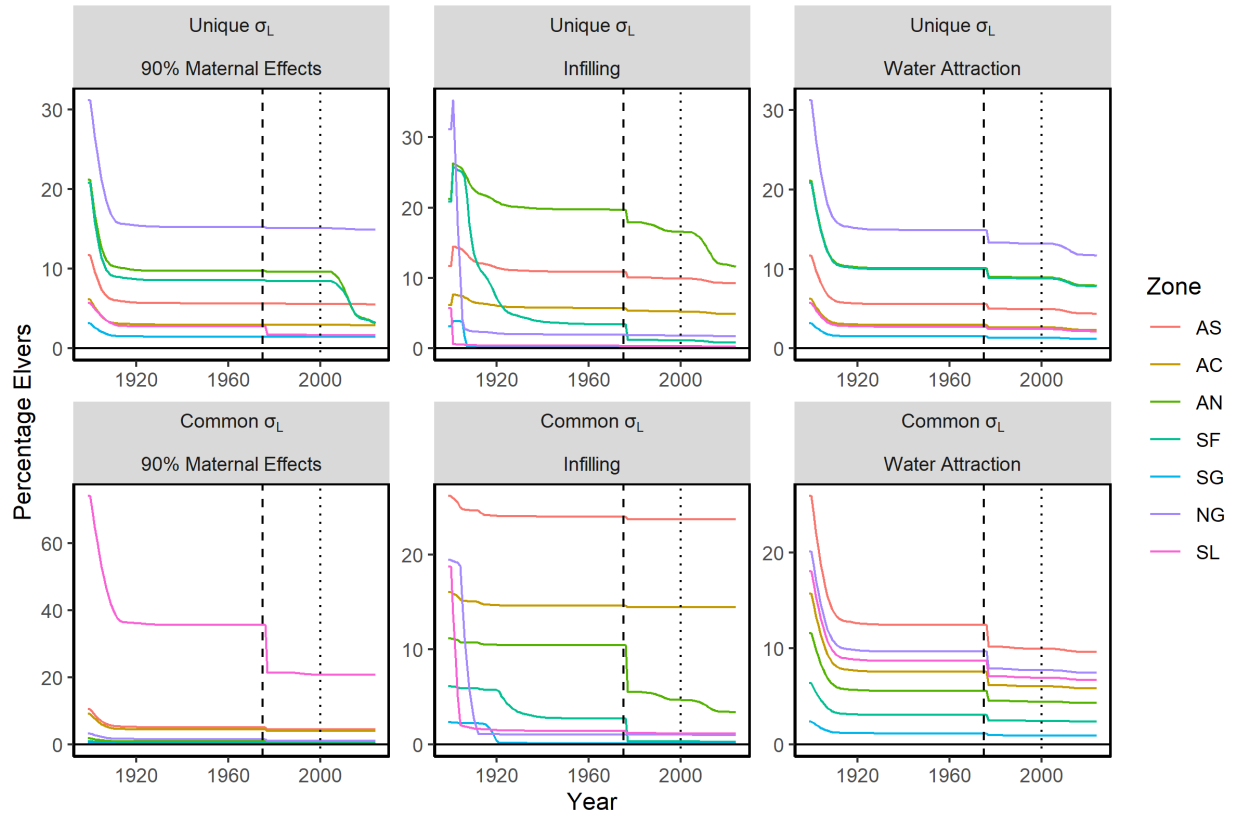 Unique σL
90% Maternal Effects
Unique σL
Infilling
Unique σL
Water Attraction
30
20
10
0
1920
1960
2000
30
20
10
0
1920
1960
2000
30
20
10
0
1920
1960
2000
Common σL
90% Maternal Effects
Common σL
Infilling
Common σL
Water Attraction
60
40
20
0
1920
1960
2000
20
10
0
1920
1960
2000
20
10
0
1920
1960
2000
Percentage Elvers
Year
Zone
AS
AC
AN
SF
SG
NG
SL